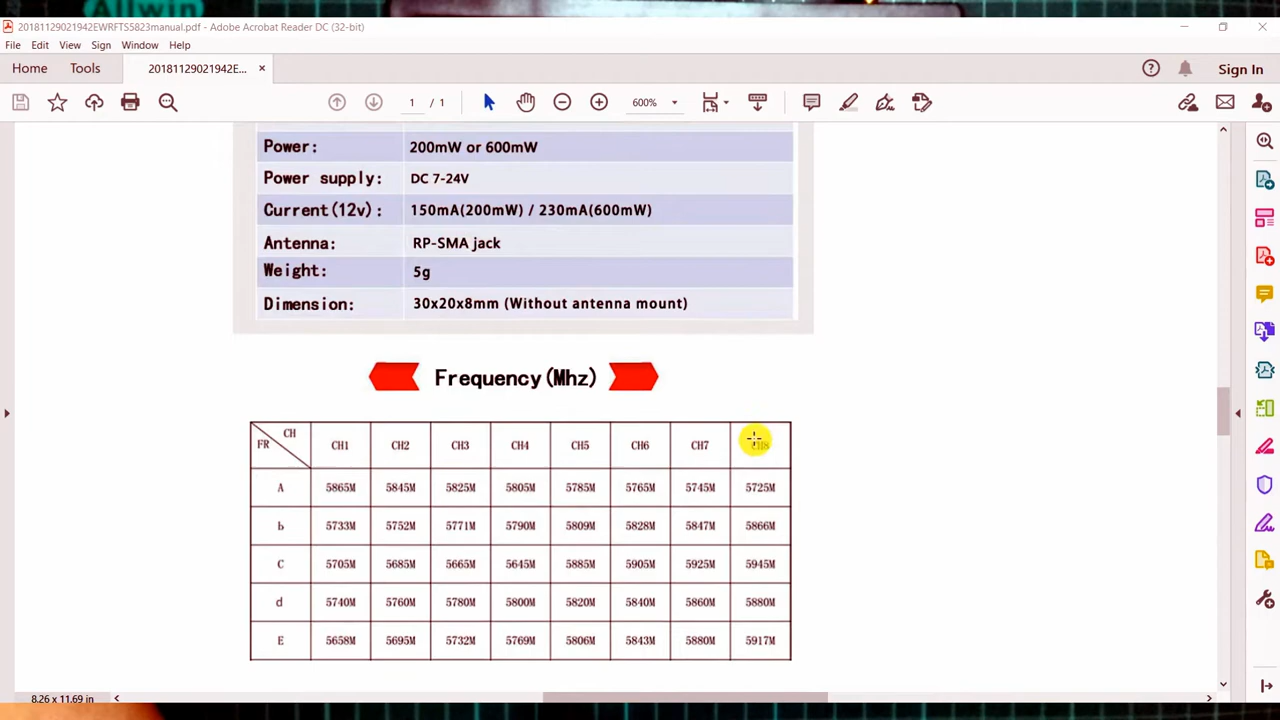 Allwin
20181129021942EWRFTS5823manual.pdf - Adobe Acrobat Reader DC (32-bit)
File Edit View Sign Window Help
Home Tools 20181129021942E... × Sign In
1 / 1 600%
Power: 200mW or 600mW
Power supply: DC 7-24V
Current(12v): 150mA(200mW) / 230mA(600mW)
Antenna: RP-SMA jack
Weight: 5g
Dimension: 30x20x8mm (Without antenna mount)
Frequency(Mhz)
FR CH CH1 CH2 CH3 CH4 CH5 CH6 CH7 CH8
A 5865M 5845M 5825M 5805M 5785M 5765M 5745M 5725M
b 5733M 5752M 5771M 5790M 5809M 5828M 5847M 5866M
C 5705M 5685M 5665M 5645M 5885M 5905M 5925M 5945M
d 5740M 5760M 5780M 5800M 5820M 5840M 5860M 5880M
E 5658M 5695M 5732M 5769M 5806M 5843M 5880M 5917M
8.26 x 11.69 in